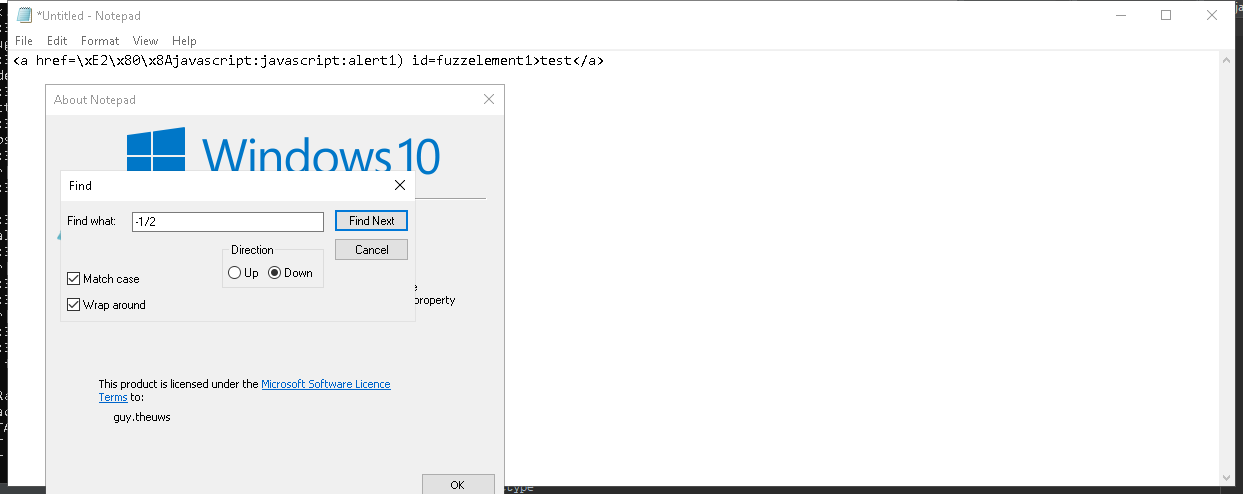 *Untitled - Notepad
File Edit Format View Help
<a href=\xE2\x80\x8Ajavascript:javascript:alert1) id=fuzzelement1>test</a>
About Notepad
Windows 10
Find
Find what: -1/2 Find Next
Cancel
Direction
Up Down
Match case
Wrap around
property
This product is licensed under the Microsoft Software Licence
Terms to:
guy.theuws
OK
type